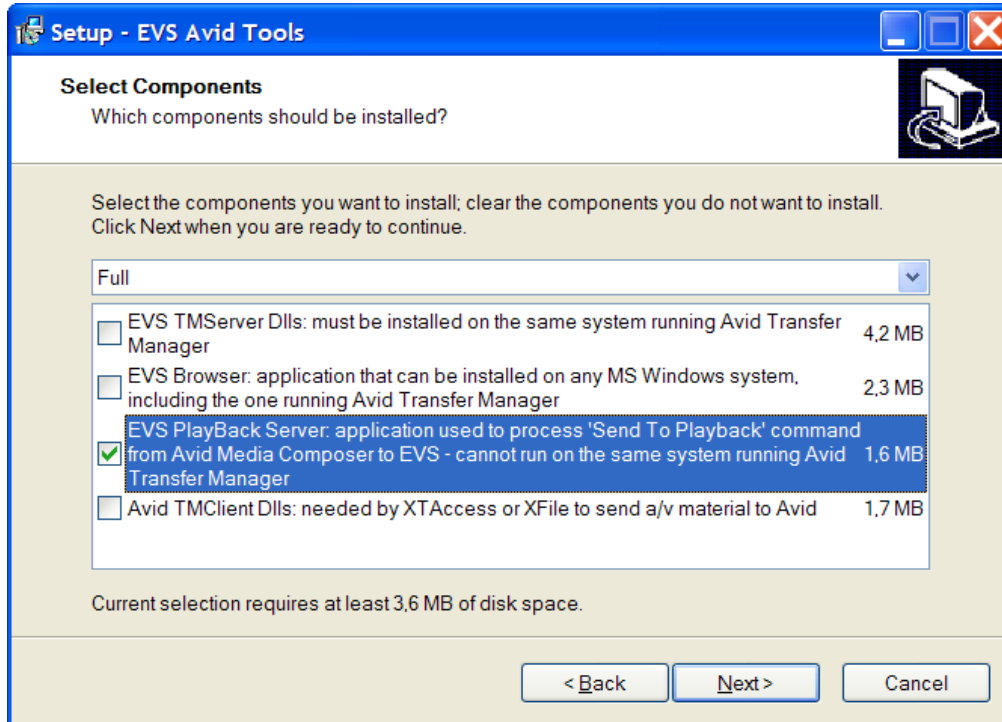 Setup - EVS Avid Tools
Select Components
Which components should be installed?
Select the components you want to install; clear the components you do not want to install.
Click Next when you are ready to continue.
Full
EVS TMServer Dlls: must be installed on the same system running Avid Transfer
Manager
4,2 MB
EVS Browser: application that can be installed on any MS Windows system,
including the one running Avid Transfer Manager
2,3 MB
EVS PlayBack Server: application used to process 'Send To Playback' command
from Avid Media Composer to EVS - cannot run on the same system running Avid
Transfer Manager
1,6 MB
Avid TMClient Dlls: needed by XTAccess or XFile to send a/v material to Avid
1,7 MB
Current selection requires at least 3,6 MB of disk space.
< Back
Next >
Cancel